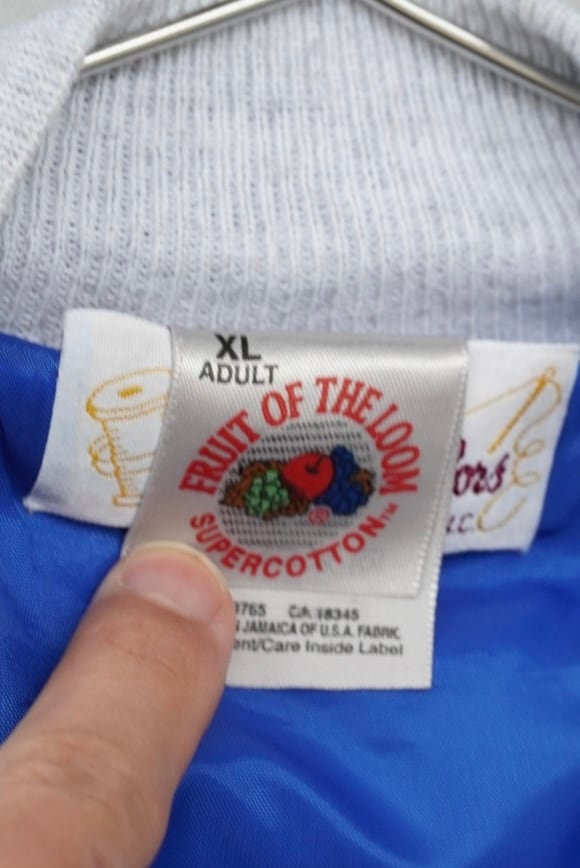 XL
ADULT
FRUIT OF THE LOOM
®
SUPERCOTTON™
CA 18345
JAMAICA OF U.S.A. FABRIC,
Care Inside Label